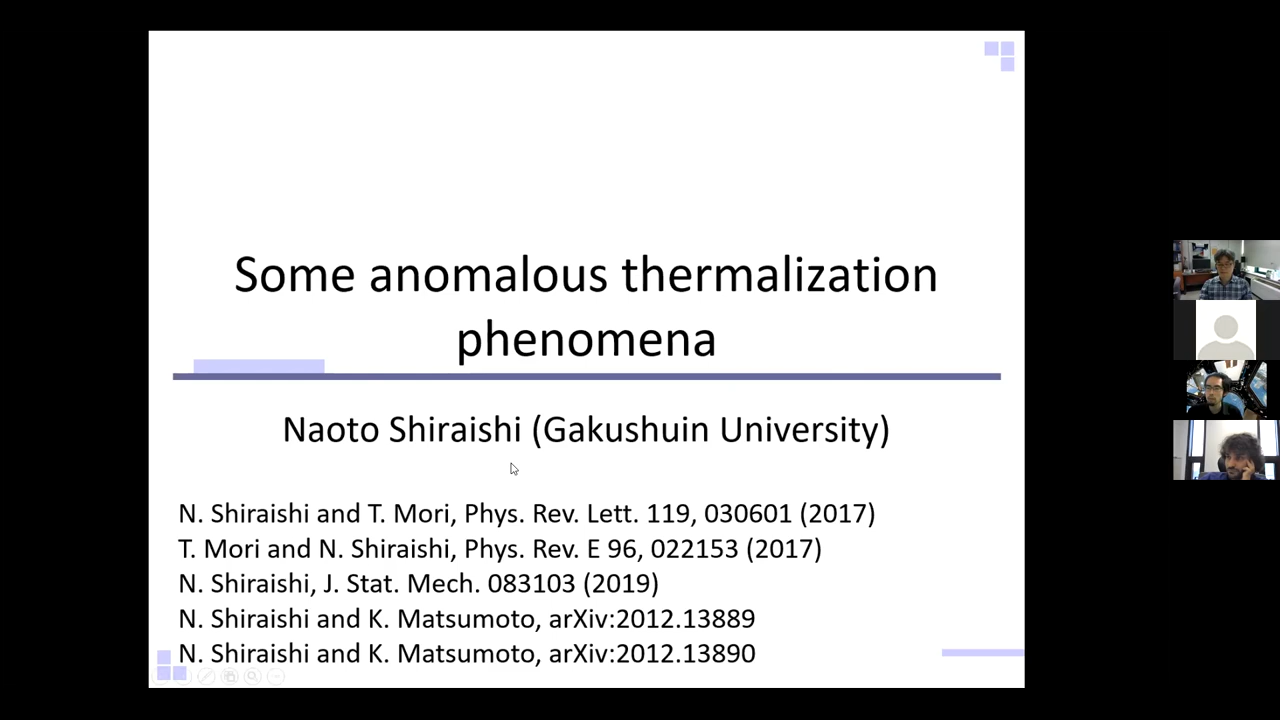 Some anomalous thermalization
phenomena
Naoto Shiraishi (Gakushuin University)
N. Shiraishi and T. Mori, Phys. Rev. Lett. 119, 030601 (2017)
T. Mori and N. Shiraishi, Phys. Rev. E 96, 022153 (2017)
N. Shiraishi, J. Stat. Mech. 083103 (2019)
N. Shiraishi and K. Matsumoto, arXiv:2012.13889
N. Shiraishi and K. Matsumoto, arXiv:2012.13890